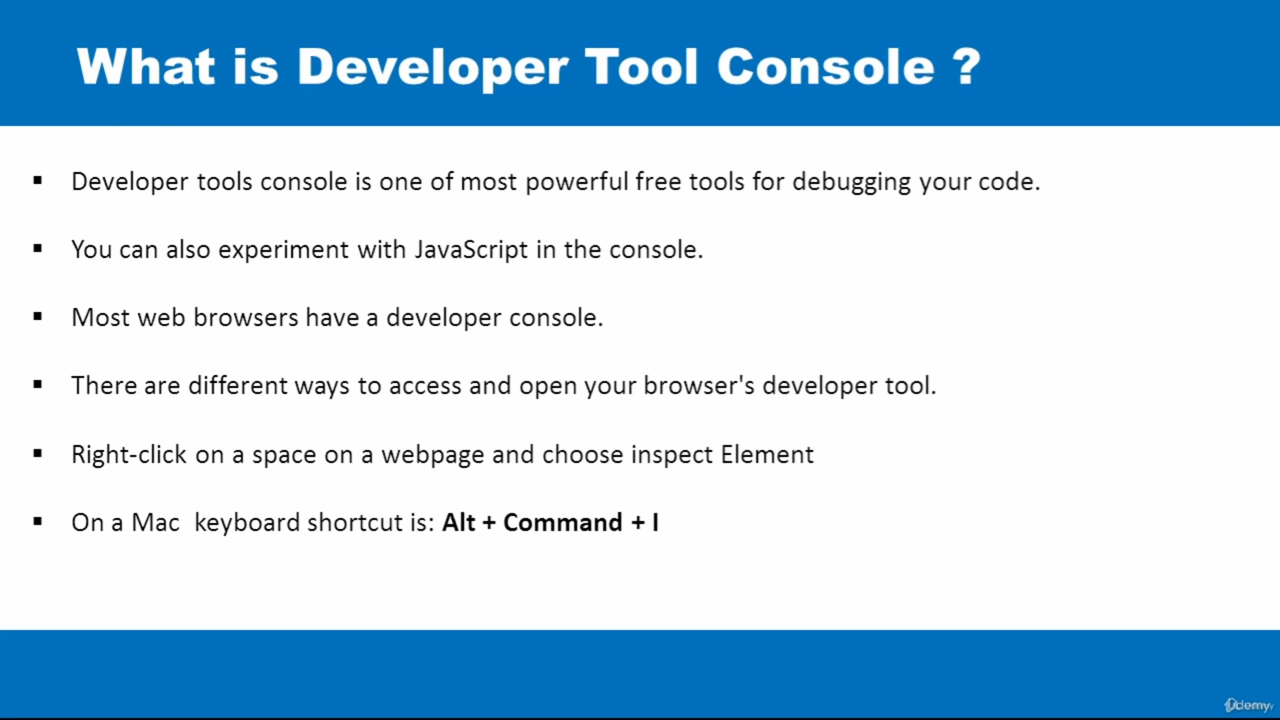 What is Developer Tool Console ?
▪ Developer tools console is one of most powerful free tools for debugging your code.
▪ You can also experiment with JavaScript in the console.
▪ Most web browsers have a developer console.
▪ There are different ways to access and open your browser's developer tool.
▪ Right-click on a space on a webpage and choose inspect Element
▪ On a Mac  keyboard shortcut is: Alt + Command + I
Udemy